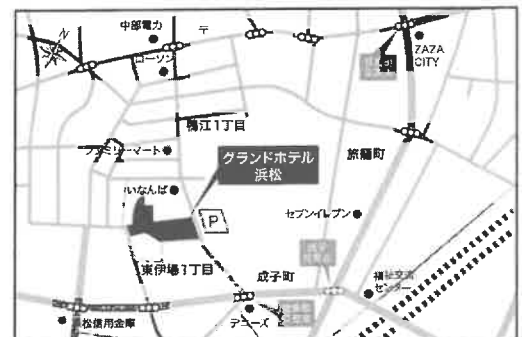 中部電力
〒
N
ローソン
ZAZA
CITY
鴨江1丁目
ファミリーマート
グランドホテル
浜松
旅籠町
いなんば
P
セブンイレブン
東伊場1丁目
成子町
福祉交流
センター
松信用金庫
デニーズ